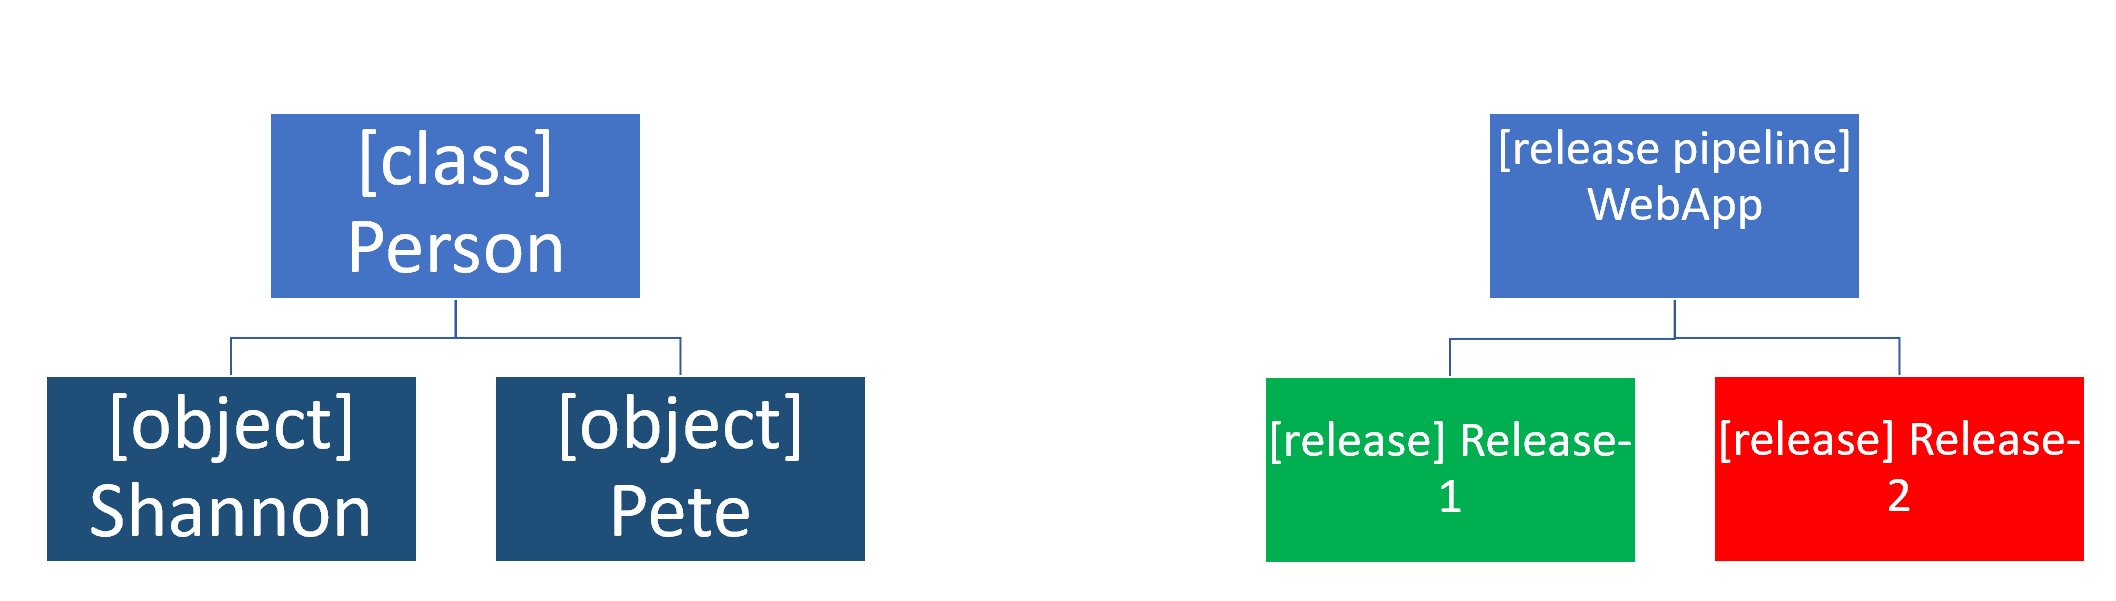 [class]
Person
[object]
Shannon
[object]
Pete
[release pipeline]
WebApp
[release] Release-
1
[release] Release-
2